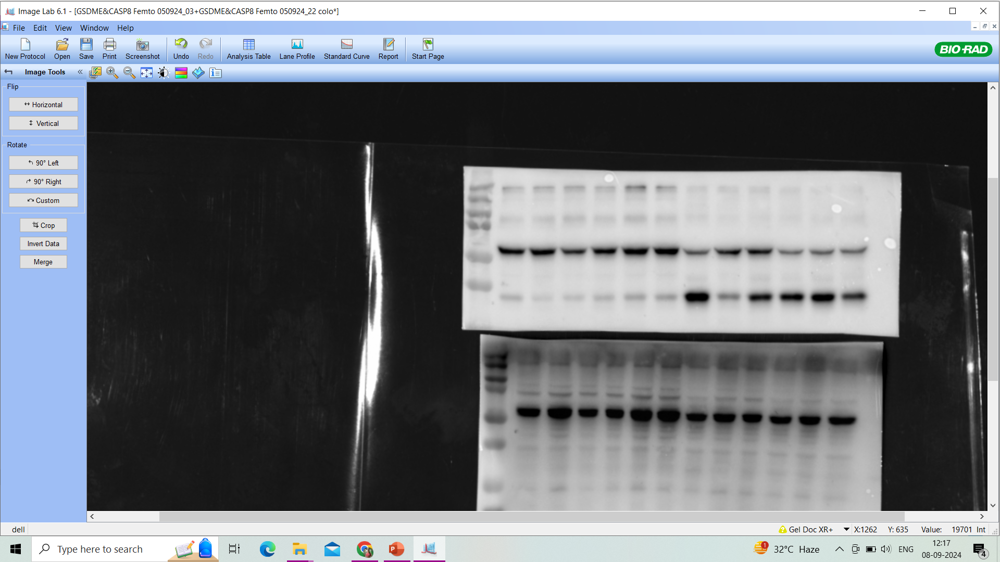 Image Lab 6.1 - [GSDME&CASP8 Femto 050924_03+GSDME&CASP8 Femto 050924_22 colo*]
File Edit View Window Help
New Protocol Open Save Print Screenshot Undo Redo Analysis Table Lane Profile Standard Curve Report Start Page
BIO-RAD
Image Tools
Flip
Horizontal
Vertical
Rotate
90° Left
90° Right
Custom
Crop
Invert Data
Merge
dell
Gel Doc XR+ X:1262 Y: 635 Value: 19701 Int
Type here to search
1
32°C Haze
ENG
12:17
08-09-2024
4